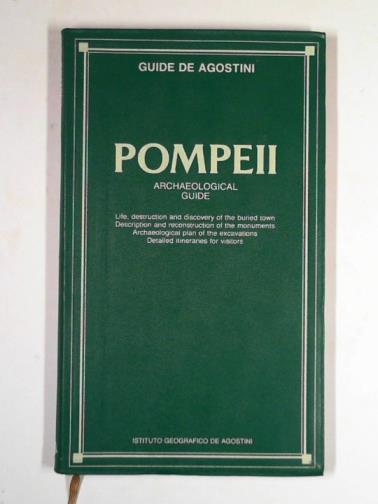 GUIDE DE AGOSTINI
POMPEII
ARCHAEOLOGICAL
GUIDE
Life, destruction and discovery of the buried town
Description and reconstruction of the monuments
Archaeological plan of the excavations
Detailed itineraries for visitors
ISTITUTO GEOGRAFICO DE AGOSTINI